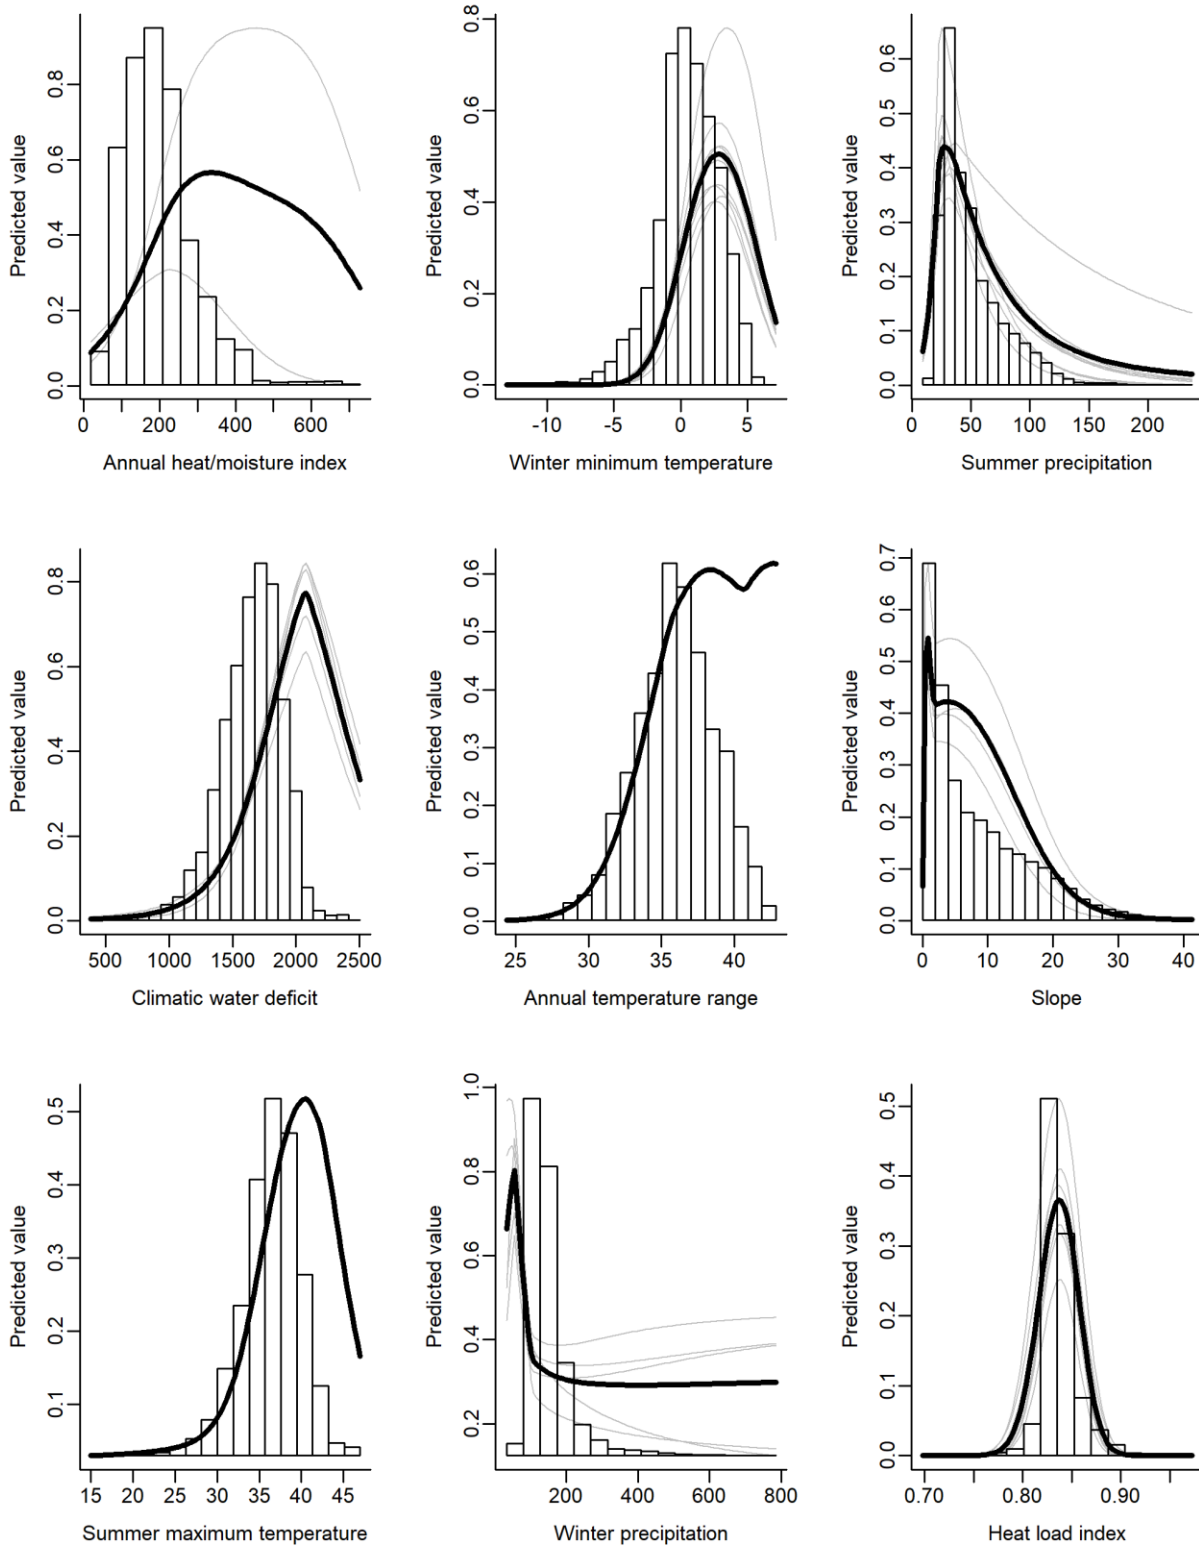 Predicted value
0.0 0.2 0.4 0.6 0.8
0 200 400 600
Annual heat/moisture index
Predicted value
0.0 0.2 0.4 0.6 0.8
-10 -5 0 5
Winter minimum temperature
Predicted value
0.0 0.1 0.2 0.3 0.4 0.5 0.6
0 50 100 150 200
Summer precipitation
Predicted value
0.0 0.2 0.4 0.6 0.8
500 1000 1500 2000 2500
Climatic water deficit
Predicted value
0.0 0.1 0.2 0.3 0.4 0.5 0.6
25 30 35 40
Annual temperature range
Predicted value
0.0 0.1 0.2 0.3 0.4 0.5 0.6 0.7
0 10 20 30 40
Slope
Predicted value
0.1 0.2 0.3 0.4 0.5
15 20 25 30 35 40 45
Summer maximum temperature
Predicted value
0.2 0.4 0.6 0.8 1.0
200 400 600 800
Winter precipitation
Predicted value
0.0 0.1 0.2 0.3 0.4 0.5
0.70 0.80 0.90
Heat load index